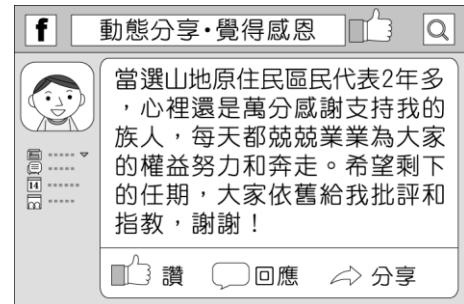 f
動態分享•覺得感恩
當選山地原住民區民代表2年多
，心裡還是萬分感謝支持我的
族人，每天都兢兢業業為大家
的權益努力和奔走。希望剩下
的任期，大家依舊給我批評和
指教，謝謝！
14
讚 回應 分享